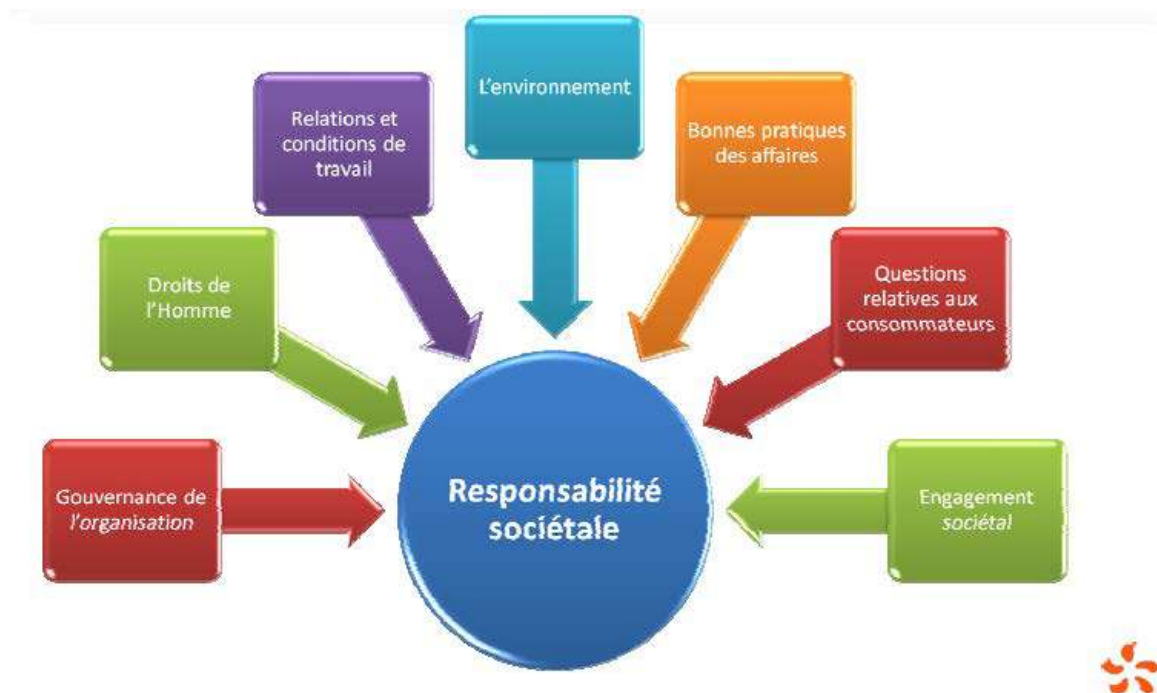 L'environnement
Relations et
conditions de
travail
Bonnes pratiques
des affaires
Droits de
l'Homme
Questions
relatives aux
consommateurs
Gouvernance de
l'organisation
Responsabilité
sociétale
Engagement
sociétal